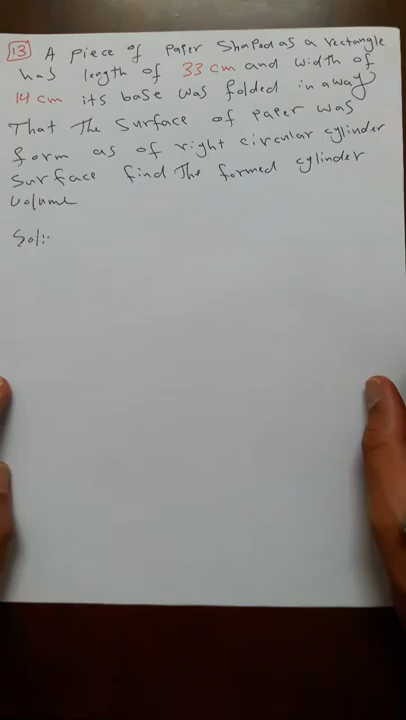 13 A piece of Paper Shaped as a rectangle
has length of 33 cm and width of
14 cm its base was folded in a way
That The Surface of paper was
form as of right circular cylinder
Surface find The formed cylinder
Volume
Sol: